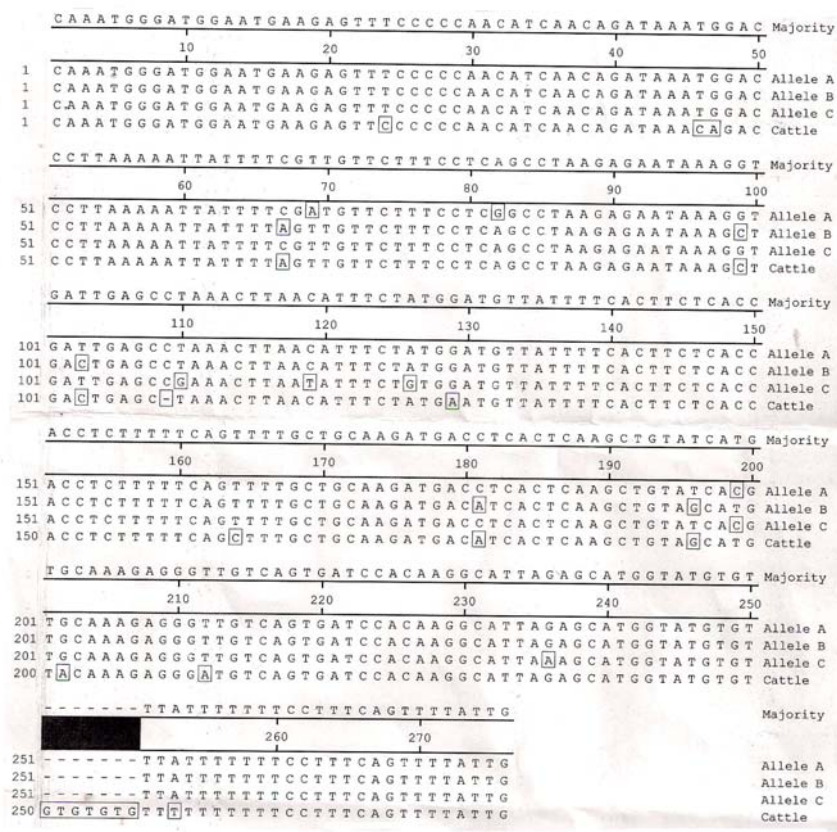 CAAATGGGATGGAATGAAGAGTTTCCCCCAACATCAACAGATAAATGGAC Majority
10 20 30 40 50
1 CAAATGGGATGGAATGAAGAGTTTCCCCCAACATCAACAGATAAATGGAC Allele A
1 CAAATGGGATGGAATGAAGAGTTTCCCCCAACATCAACAGATAAATGGAC Allele B
1 CAAATGGGATGGAATGAAGAGTTTCCCCCAACATCAACAGATAAATGGAC Allele C
1 CAAATGGGATGGAATGAAGAGTTCCCCCCAACATCAACAGATAAACAGAC Cattle
CCTTAAAAATTATTTTCGTTGTTCTTTCCTCAGCCTAAGAGAATAAAGGT Majority
60 70 80 90 100
51 CCTTAAAAATTATTTTCGATGTTCTTTCCTCGGCCTAAGAGAATAAAGGT Allele A
51 CCTTAAAAATTATTTTAGTTGTTCTTTCCTCAGCCTAAGAGAATAAAGCT Allele B
51 CCTTAAAAATTATTTTCGTTGTTCTTTCCTCAGCCTAAGAGAATAAAGGT Allele C
51 CCTTAAAAATTATTTTAGTTGTTCTTTCCTCAGCCTAAGAGAATAAAGCT Cattle
GATTGAGCCTAAACTTAACATTTCTATGGATGTTATTTTCACTTCTCACC Majority
110 120 130 140 150
101 GATTGAGCCTAAACTTAACATTTCTATGGATGTTATTTTCACTTCTCACC Allele A
101 GACTGAGCCTAAACTTAACATTTCTATGGATGTTATTTTCACTTCTCACC Allele B
101 GATTGAGCCGAAACTTAATATTTCTGTGGATGTTATTTTCACTTCTCACC Allele C
101 GACTGAGC-TAAACTTAACATTTCTATGAATGTTATTTTCACTTCTCACC Cattle
ACCTCTTTTTCAGTTTTGCTGCAAGATGACCTCACTCAAGCTGTATCATG Majority
160 170 180 190 200
151 ACCTCTTTTTCAGTTTTGCTGCAAGATGACCTCACTCAAGCTGTATCACG Allele A
151 ACCTCTTTTTCAGTTTTGCTGCAAGATGACATCACTCAAGCTGTAGCATG Allele B
151 ACCTCTTTTTCAGTTTTGCTGCAAGATGACCTCACTCAAGCTGTATCACG Allele C
150 ACCTCTTTTTCAGCTTTGCTGCAAGATGACATCACTCAAGCTGTAGCATG Cattle
TGCAAAGAGGGTTGTCAGTGATCCACAAGGCATTAGAGCATGGTATGTGT Majority
210 220 230 240 250
201 TGCAAAGAGGGTTGTCAGTGATCCACAAGGCATTAGAGCATGGTATGTGT Allele A
201 TGCAAAGAGGGTTGTCAGTGATCCACAAGGCATTAGAGCATGGTATGTGT Allele B
201 TGCAAAGAGGGTTGTCAGTGATCCACAAGGCATTAAAGCATGGTATGTGT Allele C
200 TACAAAGAGGGATGTCAGTGATCCACAAGGCATTAGAGCATGGTATGTGT Cattle
-------TTATTTTTTTCCTTTCAGTTTTATTG Majority
260 270
251 -------TTATTTTTTTCCTTTCAGTTTTATTG Allele A
251 -------TTATTTTTTTCCTTTCAGTTTTATTG Allele B
251 -------TTATTTTTTTCCTTTCAGTTTTATTG Allele C
250 GTGTGTGTTTTTTTTTTCCTTTCAGTTTTATTG Cattle